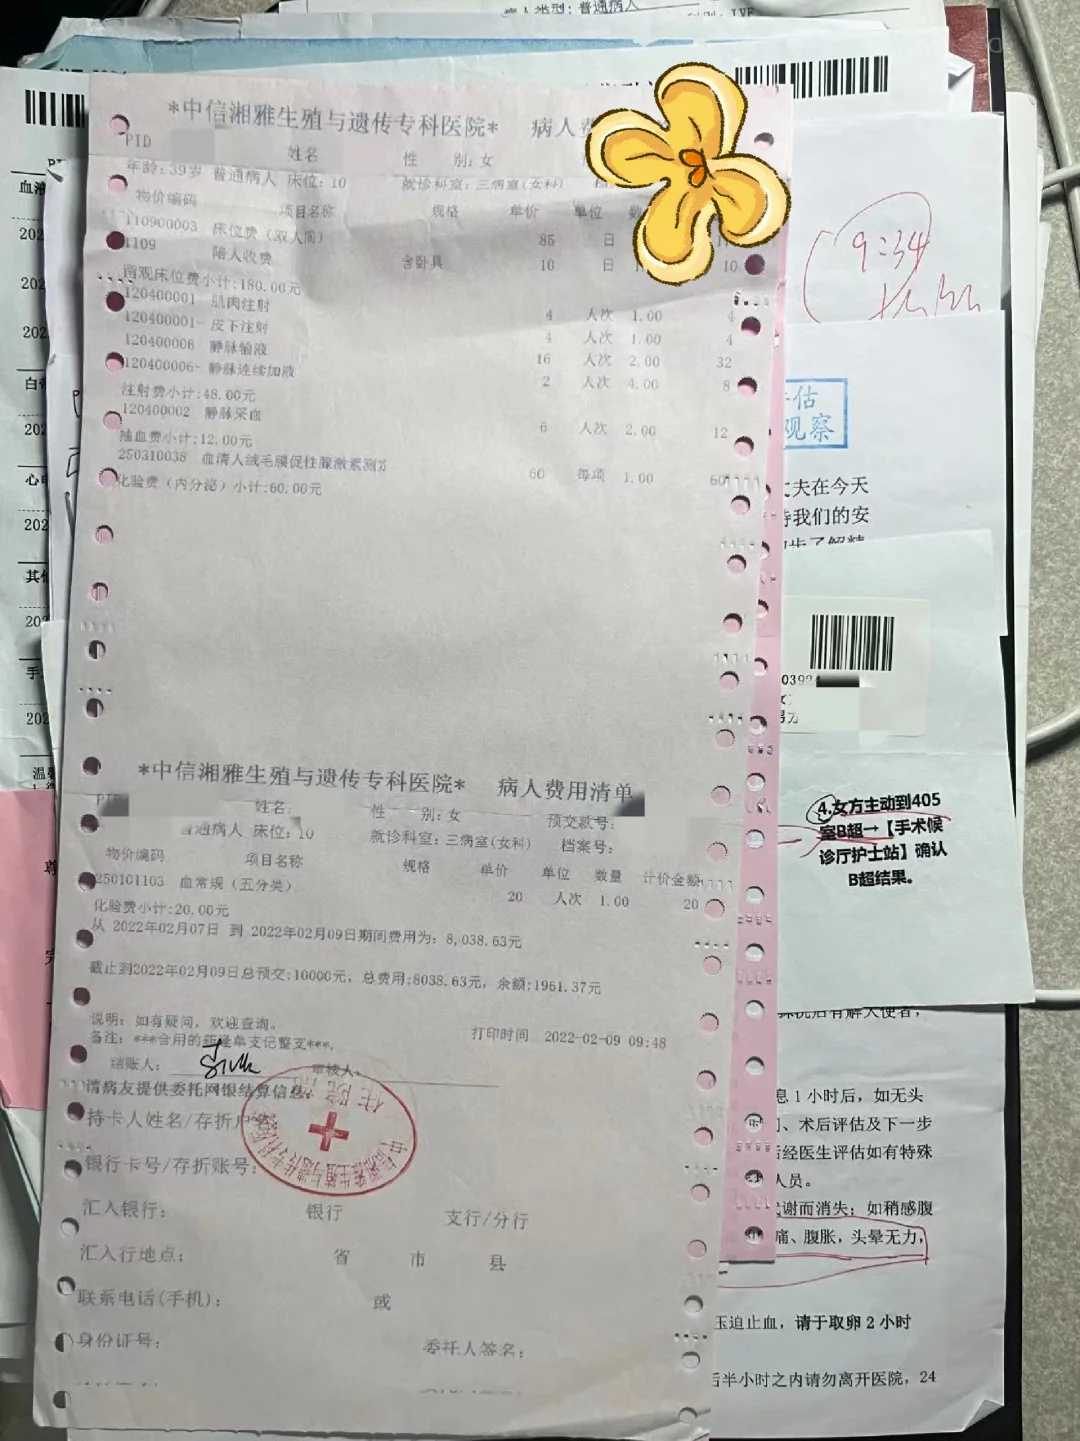 病人类型：普通病人
IVF
*中信湘雅生殖与遗传专科医院* 病人费
PID 姓名 性 别：女
年龄：39岁 普通病人 床位：10 就诊科室：三病室(女科)
物价编码 项目名称 规格 单价 单位 数
110900003 床位费（双人间） 85 日
1109 陪人收费 含卧具 10 日 10
留观床位费小计：180.00元
120400001 肌肉注射 4 人次 1.00 4
120400001- 皮下注射 4 人次 1.00 4
120400006 静脉输液 16 人次 2.00 32
120400006- 静脉连续加液 2 人次 4.00 8
注射费小计：48.00元
120400002 静脉采血 6 人次 2.00 12
抽血费小计：12.00元
250310038 血清人绒毛膜促性腺激素测定 60 每项 1.00 60
化验费（内分泌）小计：60.00元
*中信湘雅生殖与遗传专科医院* 病人费用清单
PID 姓名： 性 别：女 预交款号：
普通病人 床位：10 就诊科室：三病室(女科) 档案号：
物价编码 项目名称 规格 单价 单位 数量 计价金额
250101103 血常规（五分类） 20 人次 1.00 20
化验费小计：20.00元
从 2022年02月07日 到 2022年02月09日期间费用为：8,038.63元
截止到2022年02月09日总预交：10000元，总费用：8038.63元，余额：1961.37元
说明：如有疑问，欢迎查询。
打印时间 2022-02-09 09:48
结账人： 审核人：
请病友提供委托网银结算信息
持卡人姓名/存折户名
银行卡号/存折账号：
汇入银行： 银行 支行/分行
汇入行地点： 省 市 县
联系电话(手机)： 或
身份证号： 委托人签名：
9:34
估
观察
丈夫在今天
待我们的安
4.女方主动到405
室B超→【手术候
诊厅护士站】确认
B超结果。
息 1 小时后，如无头
、术后评估及下一步
经医生评估如有特殊
人员。
谢而消失；如稍感腹
痛、腹胀，头晕无力，
压迫止血，请于取卵 2 小时
后半小时之内请勿离开医院，24